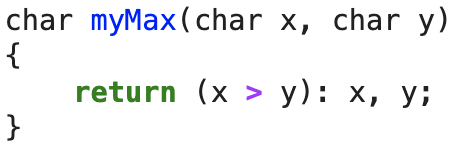 char myMax(char x, char y)
{
    return (x > y): x, y;
}